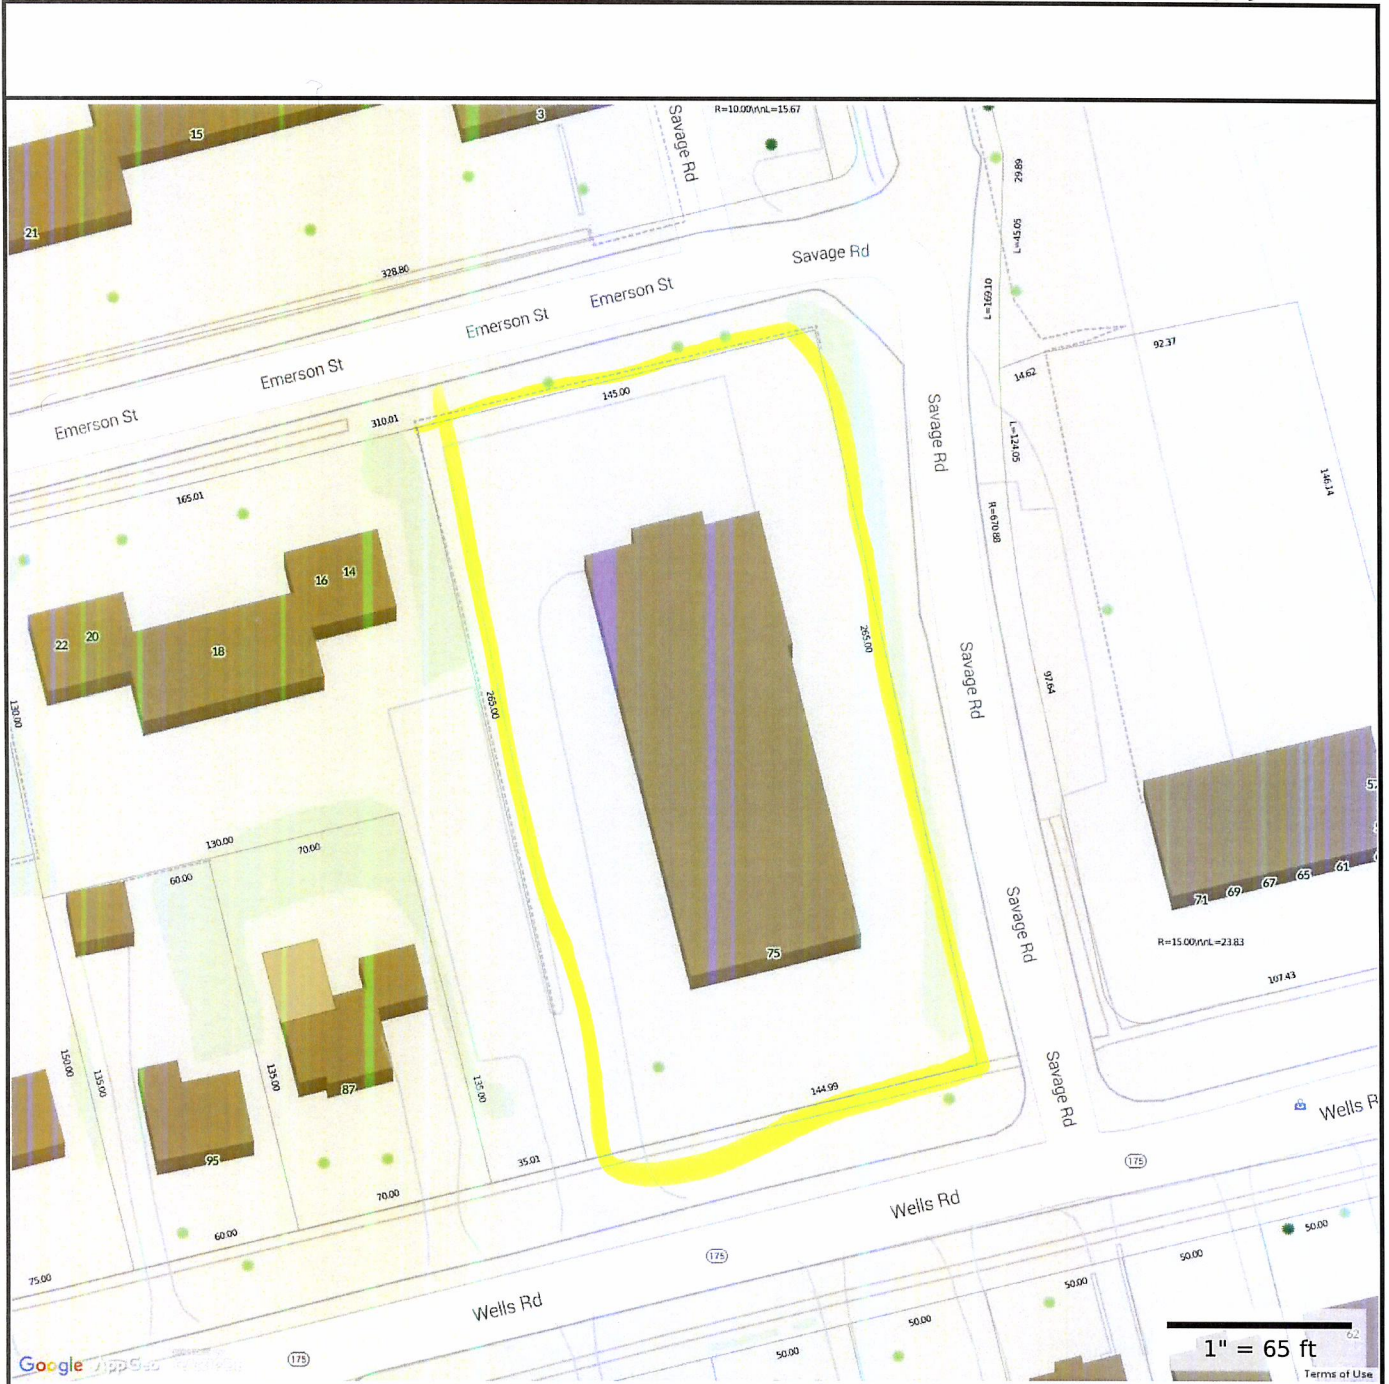 R=10.00\r\nL=15.67
3
15
Savage Rd
29.89
21
L=45.05
Savage Rd
328.80
Emerson St
L=169.10
Emerson St
92.37
Emerson St
14.62
145.00
Emerson St
310.01
Savage Rd
L=124.05
146.14
165.01
R=670.88
16 14
22 20
18
265.00
Savage Rd
97.64
265.00
130.00
57
130.00
70.00
61
65
67
69
71
60.00
Savage Rd
R=15.00\r\nL=23.83
75
107.43
150.00
135.00
135.00
87
135.00
144.99
Savage Rd
Wells R
95
35.01
175
70.00
Wells Rd
60.00
50.00
175
50.00
75.00
50.00
Wells Rd
50.00
62
1" = 65 ft
50.00
Google AppGeo
175
Terms of Use